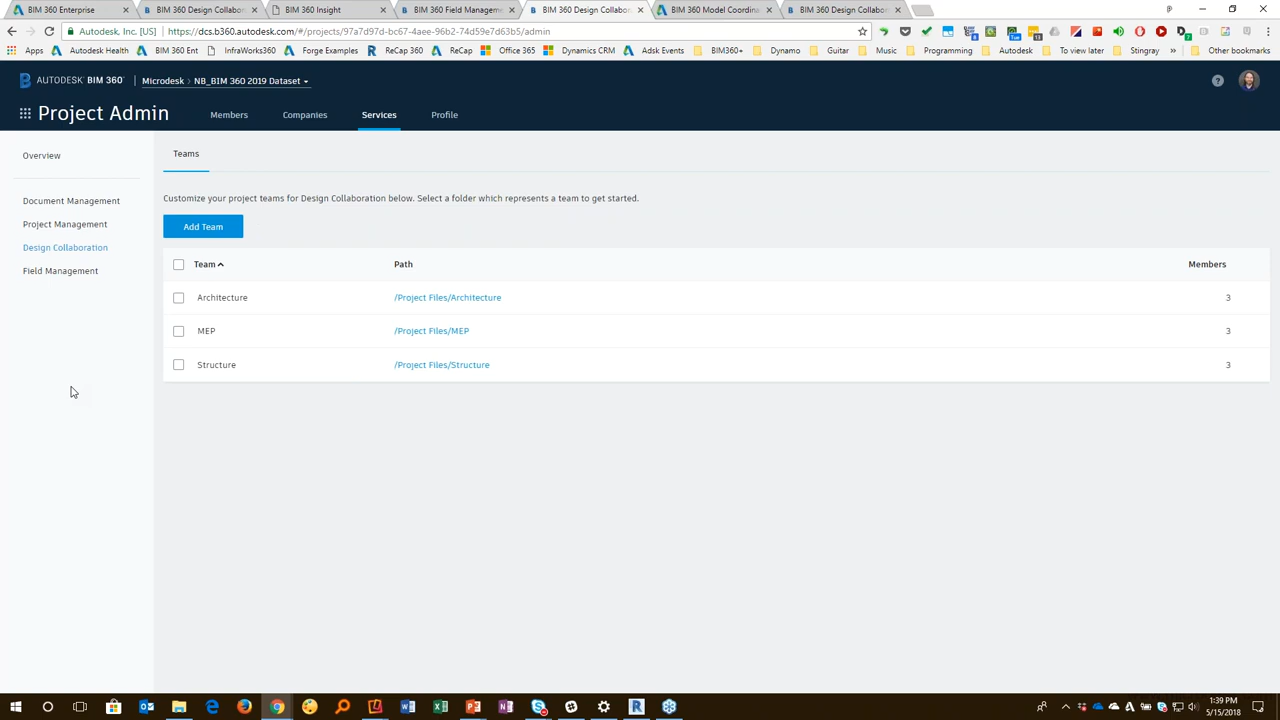 BIM 360 Enterprise
BIM 360 Design Collabor
BIM 360 Insight
BIM 360 Field Manageme
BIM 360 Design Collabor
BIM 360 Model Coordina
BIM 360 Design Collabor
Autodesk, Inc. [US]
https://dcs.b360.autodesk.com/#/projects/97a7d97d-bc67-4aee-96b2-74d59e7d63b5/admin
Apps
Autodesk Health
BIM 360 Ent
InfraWorks360
Forge Examples
ReCap 360
ReCap
Office 365
Dynamics CRM
Adsk Events
BIM360+
Dynamo
Guitar
Music
Programming
Autodesk
To view later
Stingray
»
Other bookmarks
AUTODESK BIM 360°
Microdesk > NB_BIM 360 2019 Dataset
Project Admin
Members
Companies
Services
Profile
Overview
Document Management
Project Management
Design Collaboration
Field Management
Teams
Customize your project teams for Design Collaboration below. Select a folder which represents a team to get started.
Add Team
Team
Path
Members
Architecture
/Project Files/Architecture
3
MEP
/Project Files/MEP
3
Structure
/Project Files/Structure
3
1:39 PM
5/15/2018